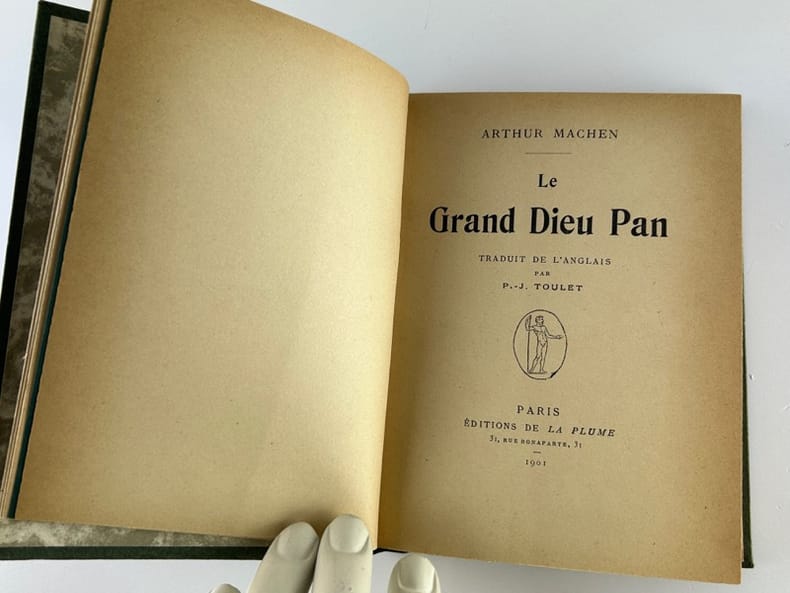 ARTHUR MACHEN
Le
Grand Dieu Pan
TRADUIT DE L'ANGLAIS
PAR
P.-J. TOULET
PARIS
ÉDITIONS DE LA PLUME
31, RUE BONAPARTE, 31
1901